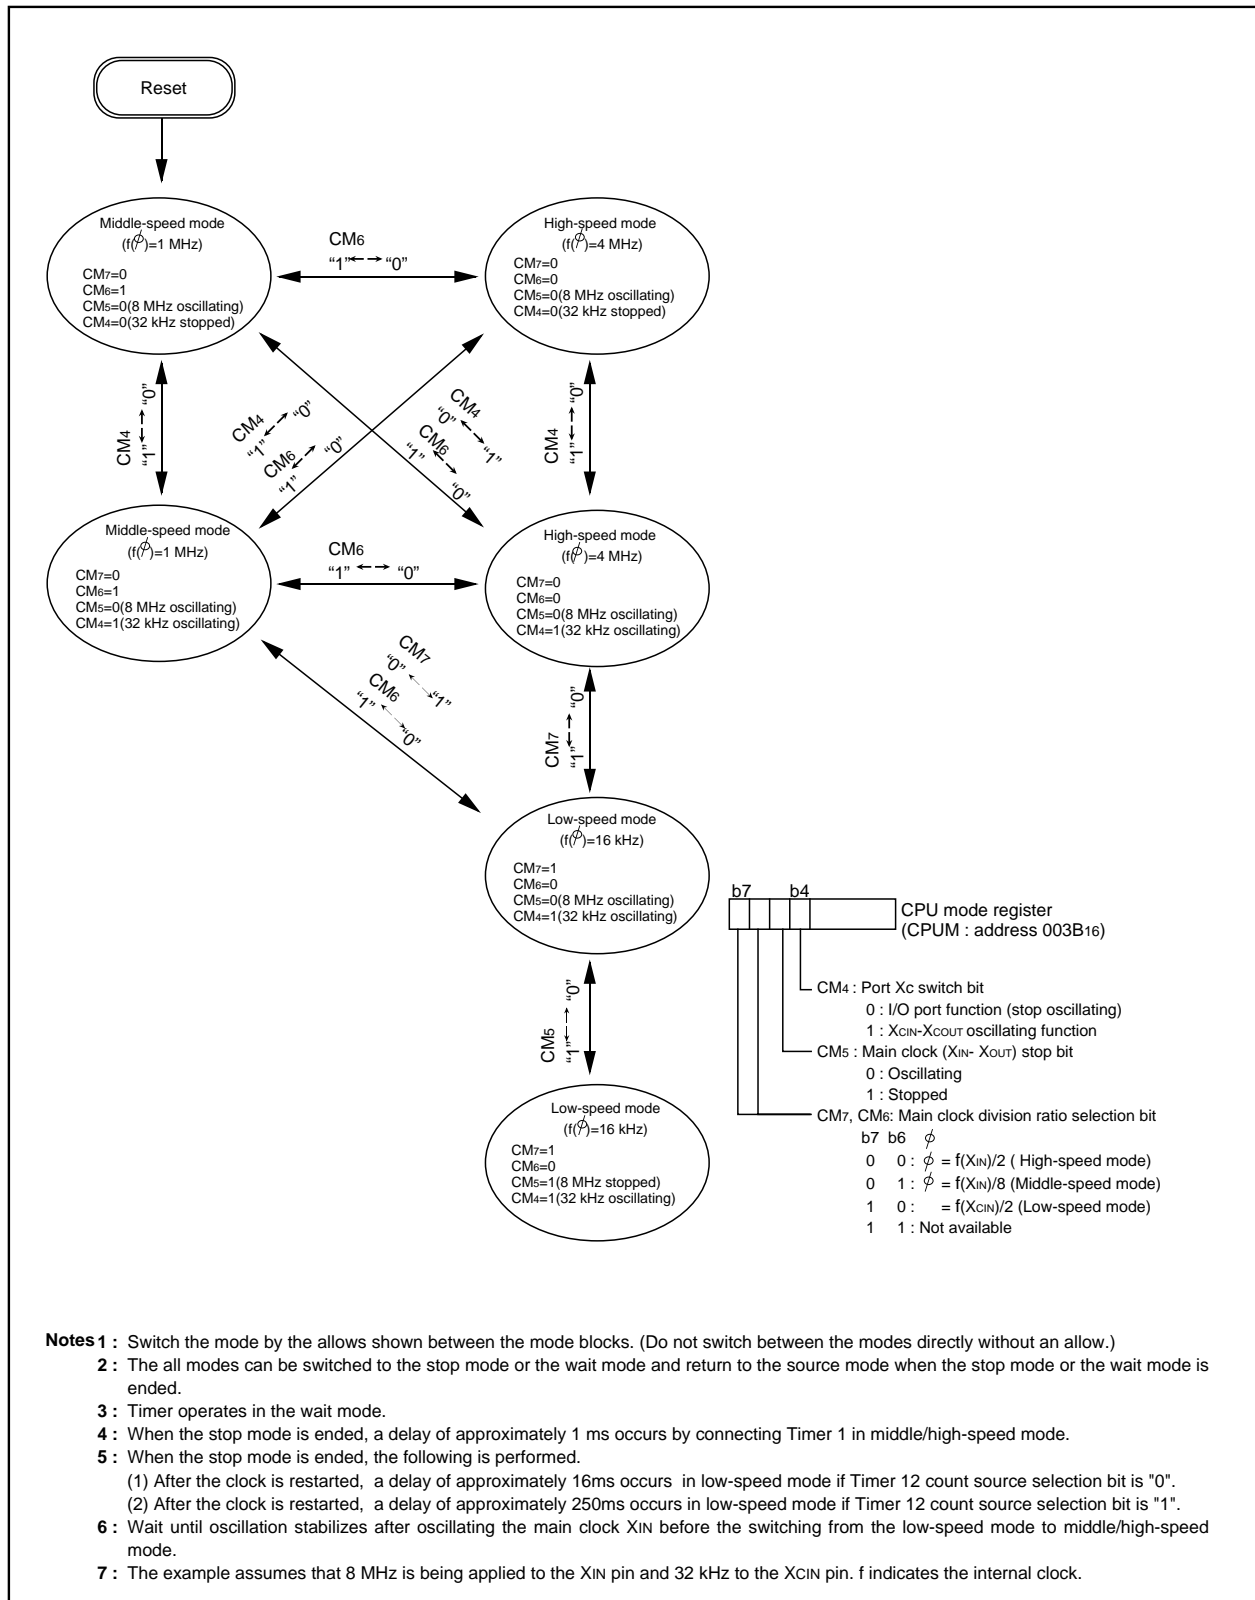 Reset
Middle-speed mode
(f(ϕ)=1 MHz)
CM7=0
CM6=1
CM5=0(8 MHz oscillating)
CM4=0(32 kHz stopped)
CM6
“1”←→ “0”
High-speed mode
(f(ϕ)=4 MHz)
CM7=0
CM6=0
CM5=0(8 MHz oscillating)
CM4=0(32 kHz stopped)
CM4
“1”←→ “0”
CM4
“1”←→ “0”
CM6
“1”←→ “0”
CM4
“0”←→ “1”
CM6
“1”←→ “0”
CM4
“1”←→ “0”
Middle-speed mode
(f(ϕ)=1 MHz)
CM7=0
CM6=1
CM5=0(8 MHz oscillating)
CM4=1(32 kHz oscillating)
CM6
“1” ←→ “0”
High-speed mode
(f(ϕ)=4 MHz)
CM7=0
CM6=0
CM5=0(8 MHz oscillating)
CM4=1(32 kHz oscillating)
CM7
“0”←→ “1”
CM6
“1”←→ “0”
CM7
“1”←→ “0”
Low-speed mode
(f(ϕ)=16 kHz)
CM7=1
CM6=0
CM5=0(8 MHz oscillating)
CM4=1(32 kHz oscillating)
CM5
“1”←→ “0”
Low-speed mode
(f(ϕ)=16 kHz)
CM7=1
CM6=0
CM5=1(8 MHz stopped)
CM4=1(32 kHz oscillating)
b7 b4
CPU mode register
(CPUM : address 003B16)
CM4 : Port Xc switch bit
0 : I/O port function (stop oscillating)
1 : XCIN-XCOUT oscillating function
CM5 : Main clock (XIN- XOUT) stop bit
0 : Oscillating
1 : Stopped
CM7, CM6: Main clock division ratio selection bit
b7 b6 ϕ
0 0 : ϕ = f(XIN)/2 ( High-speed mode)
0 1 : ϕ = f(XIN)/8 (Middle-speed mode)
1 0 : = f(XCIN)/2 (Low-speed mode)
1 1 : Not available
Notes 1 : Switch the mode by the allows shown between the mode blocks. (Do not switch between the modes directly without an allow.)
2 : The all modes can be switched to the stop mode or the wait mode and return to the source mode when the stop mode or the wait mode is
ended.
3 : Timer operates in the wait mode.
4 : When the stop mode is ended, a delay of approximately 1 ms occurs by connecting Timer 1 in middle/high-speed mode.
5 : When the stop mode is ended, the following is performed.
(1) After the clock is restarted, a delay of approximately 16ms occurs in low-speed mode if Timer 12 count source selection bit is "0".
(2) After the clock is restarted, a delay of approximately 250ms occurs in low-speed mode if Timer 12 count source selection bit is "1".
6 : Wait until oscillation stabilizes after oscillating the main clock XIN before the switching from the low-speed mode to middle/high-speed
mode.
7 : The example assumes that 8 MHz is being applied to the XIN pin and 32 kHz to the XCIN pin. f indicates the internal clock.